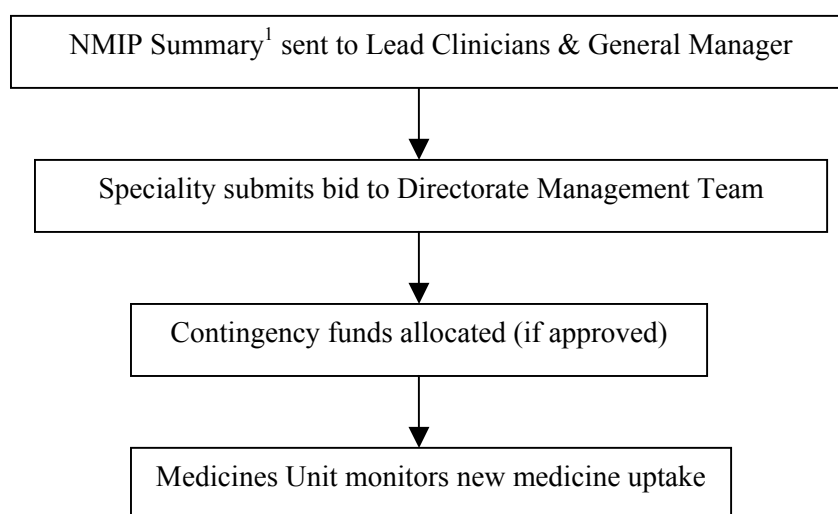 NMIP Summary¹ sent to Lead Clinicians & General Manager
Speciality submits bid to Directorate Management Team
Contingency funds allocated (if approved)
Medicines Unit monitors new medicine uptake